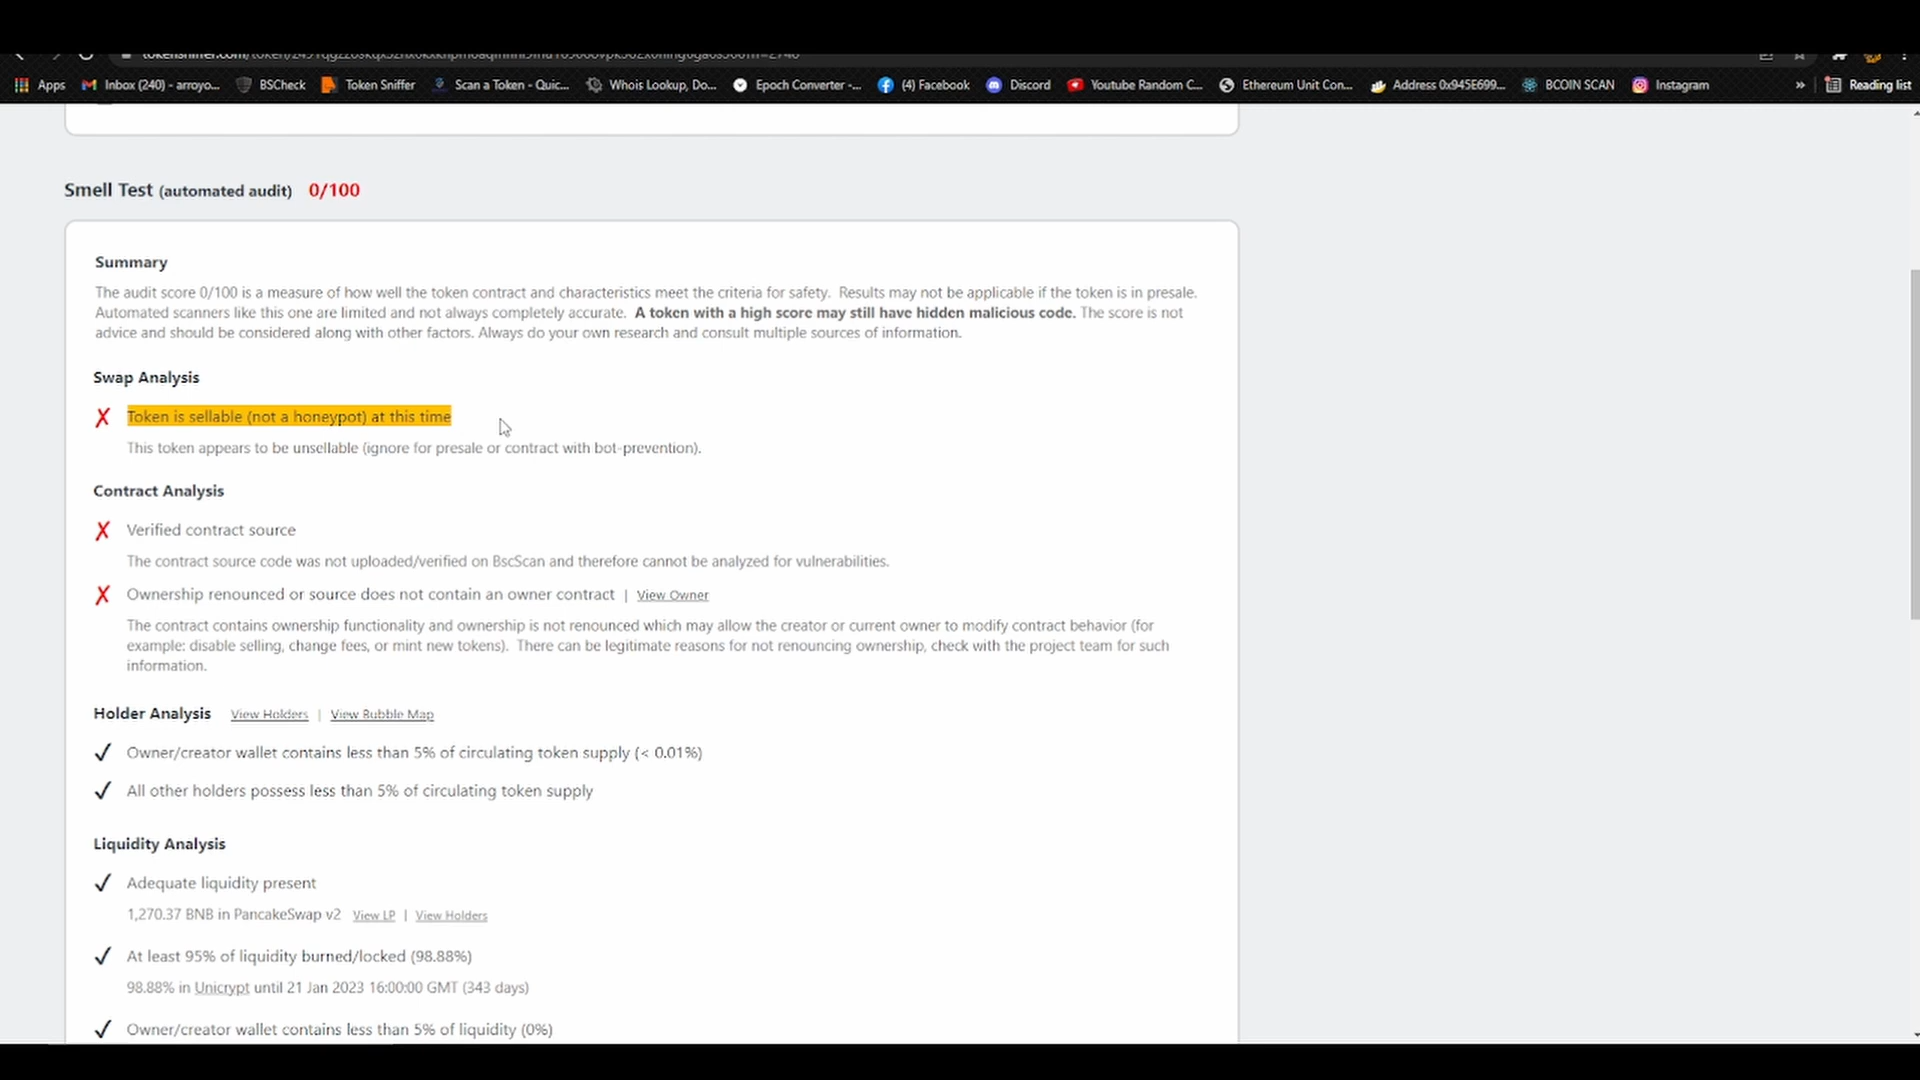 Apps Inbox (240) - arroyo... BSCheck Token Sniffer Scan a Token - Quic... Whois Lookup, Do... Epoch Converter -... (4) Facebook Discord Youtube Random C... Ethereum Unit Con... Address 0x945E699... BCOIN SCAN Instagram » Reading list
Smell Test (automated audit) 0/100
Summary
The audit score 0/100 is a measure of how well the token contract and characteristics meet the criteria for safety. Results may not be applicable if the token is in presale.
Automated scanners like this one are limited and not always completely accurate. A token with a high score may still have hidden malicious code. The score is not
advice and should be considered along with other factors. Always do your own research and consult multiple sources of information.
Swap Analysis
✗ Token is sellable (not a honeypot) at this time
This token appears to be unsellable (ignore for presale or contract with bot-prevention).
Contract Analysis
✗ Verified contract source
The contract source code was not uploaded/verified on BscScan and therefore cannot be analyzed for vulnerabilities.
✗ Ownership renounced or source does not contain an owner contract | View Owner
The contract contains ownership functionality and ownership is not renounced which may allow the creator or current owner to modify contract behavior (for
example: disable selling, change fees, or mint new tokens). There can be legitimate reasons for not renouncing ownership, check with the project team for such
information.
Holder Analysis View Holders | View Bubble Map
✓ Owner/creator wallet contains less than 5% of circulating token supply (< 0.01%)
✓ All other holders possess less than 5% of circulating token supply
Liquidity Analysis
✓ Adequate liquidity present
1,270.37 BNB in PancakeSwap v2 View LP | View Holders
✓ At least 95% of liquidity burned/locked (98.88%)
98.88% in Unicrypt until 21 Jan 2023 16:00:00 GMT (343 days)
✓ Owner/creator wallet contains less than 5% of liquidity (0%)